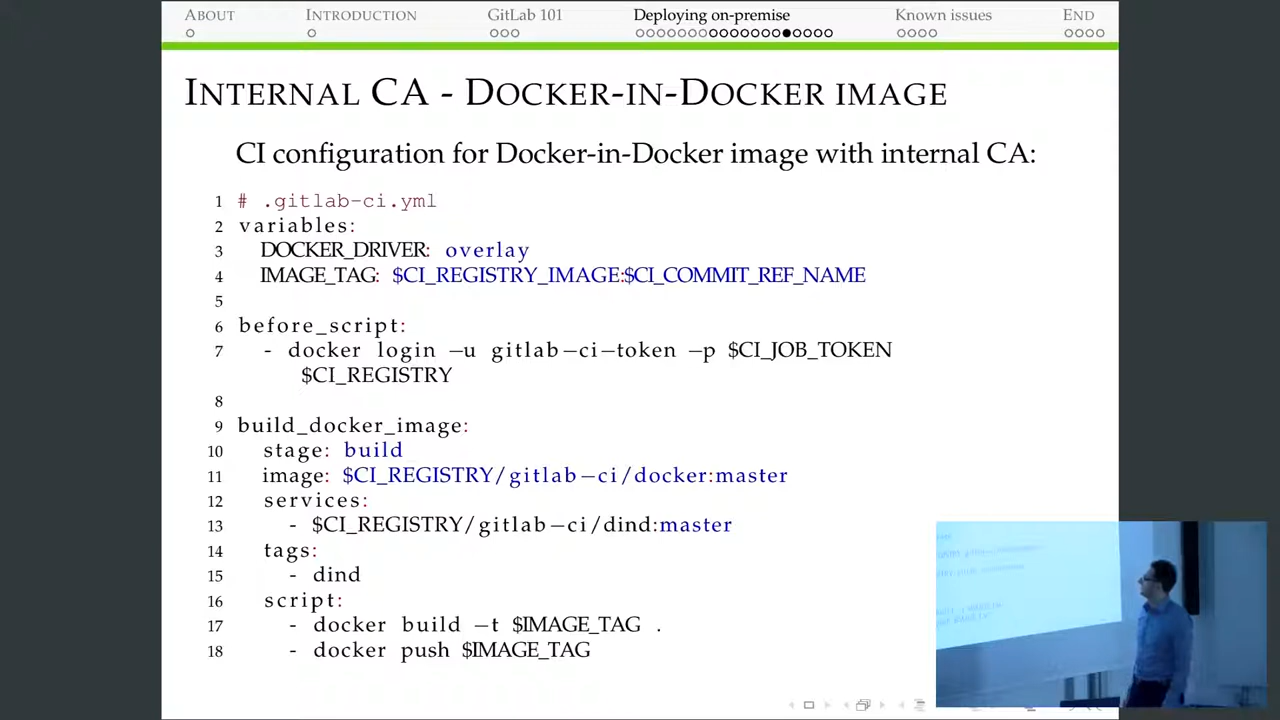 ABOUT INTRODUCTION GitLab 101 Deploying on-premise Known issues END
INTERNAL CA - DOCKER-IN-DOCKER IMAGE
CI configuration for Docker-in-Docker image with internal CA:
1 # .gitlab-ci.yml
2 variables:
3 DOCKER_DRIVER: overlay
4 IMAGE_TAG: $CI_REGISTRY_IMAGE:$CI_COMMIT_REF_NAME
5
6 before_script:
7 - docker login –u gitlab–ci–token –p $CI_JOB_TOKEN
$CI_REGISTRY
8
9 build_docker_image:
10 stage: build
11 image: $CI_REGISTRY/gitlab–ci/docker:master
12 services:
13 - $CI_REGISTRY/gitlab–ci/dind:master
14 tags:
15 - dind
16 script:
17 - docker build –t $IMAGE_TAG .
18 - docker push $IMAGE_TAG